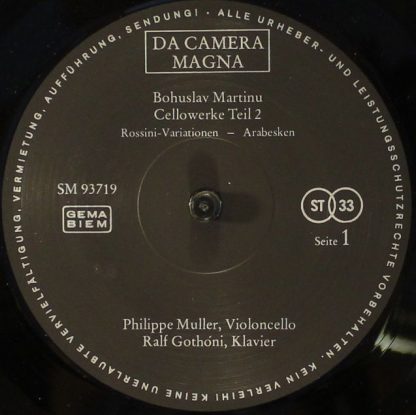 DA CAMERA
MAGNA
Bohuslav Martinu
Cellowerke Teil 2
Rossini-Variationen – Arabesken
SM 93719
GEMA
BIEM
ST 33
Seite 1
Philippe Muller, Violoncello
Ralf Gothóni, Klavier
ALLE URHEBER- UND LEISTUNGSSCHUTZRECHTE VORBEHALTEN · KEIN VERLEIH! KEINE UNERLAUBTE VERVIELFÄLTIGUNG, VERMIETUNG, AUFFÜHRUNG, SENDUNG! ·